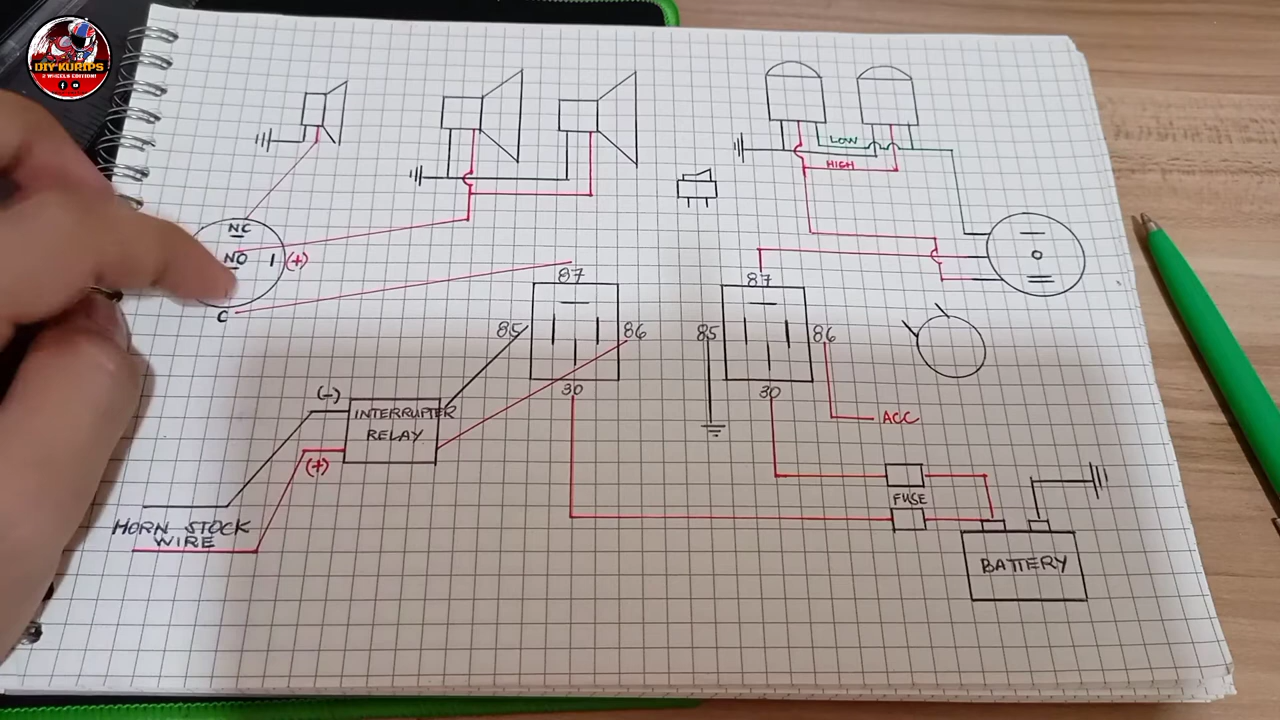 DIY KURIPS
2 WHEELS EDITION!
LOW
HIGH
NC
NO
(+)
C
87
85
86
30
87
85
86
30
ACC
(-)
INTERRUPTER
RELAY
(+)
HORN STOCK
WIRE
FUSE
BATTERY